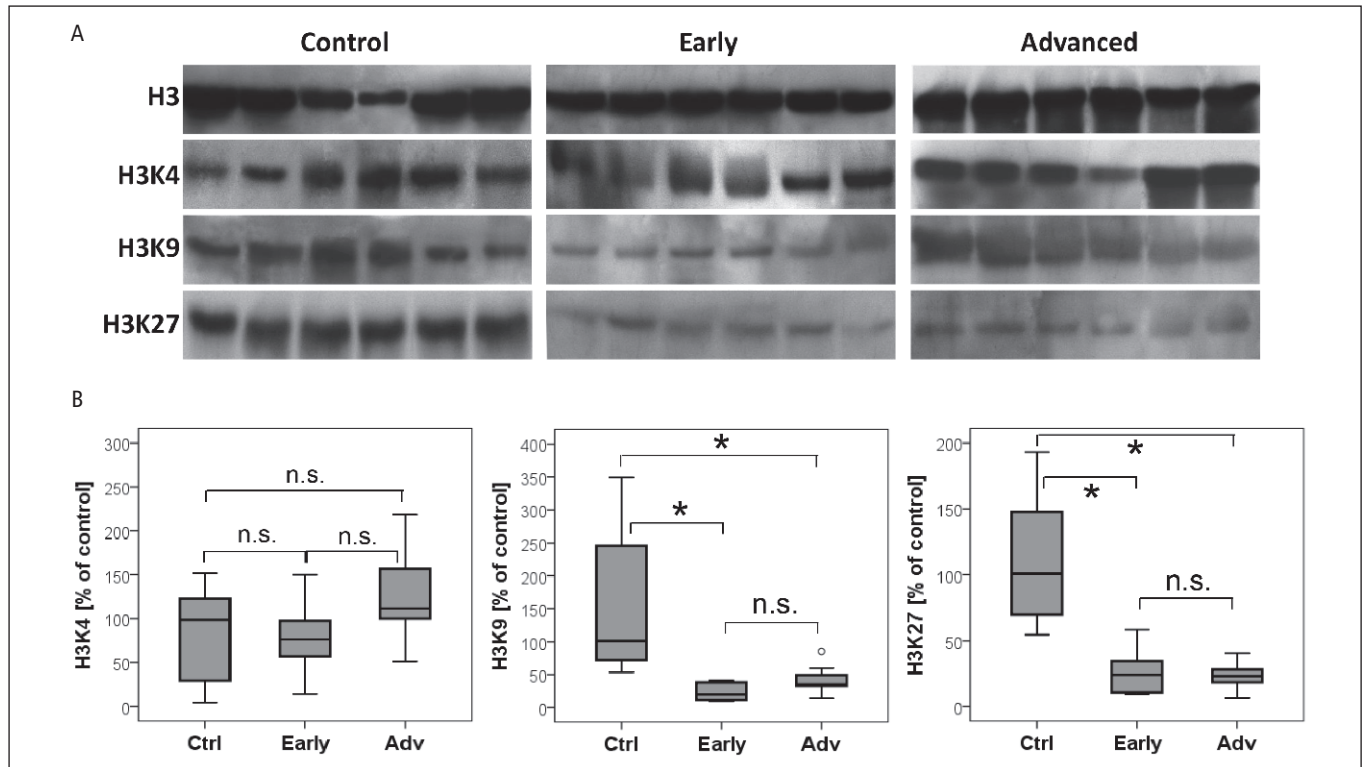 A
Control Early Advanced
H3
H3K4
H3K9
H3K27
B
H3K4 [% of control]
300
250
200
150
100
50
0
n.s.
n.s. n.s.
Ctrl Early Adv
H3K9 [% of control]
400
350
300
250
200
150
100
50
0
*
*
n.s.
Ctrl Early Adv
H3K27 [% of control]
200
150
100
50
0
*
*
n.s.
Ctrl Early Adv